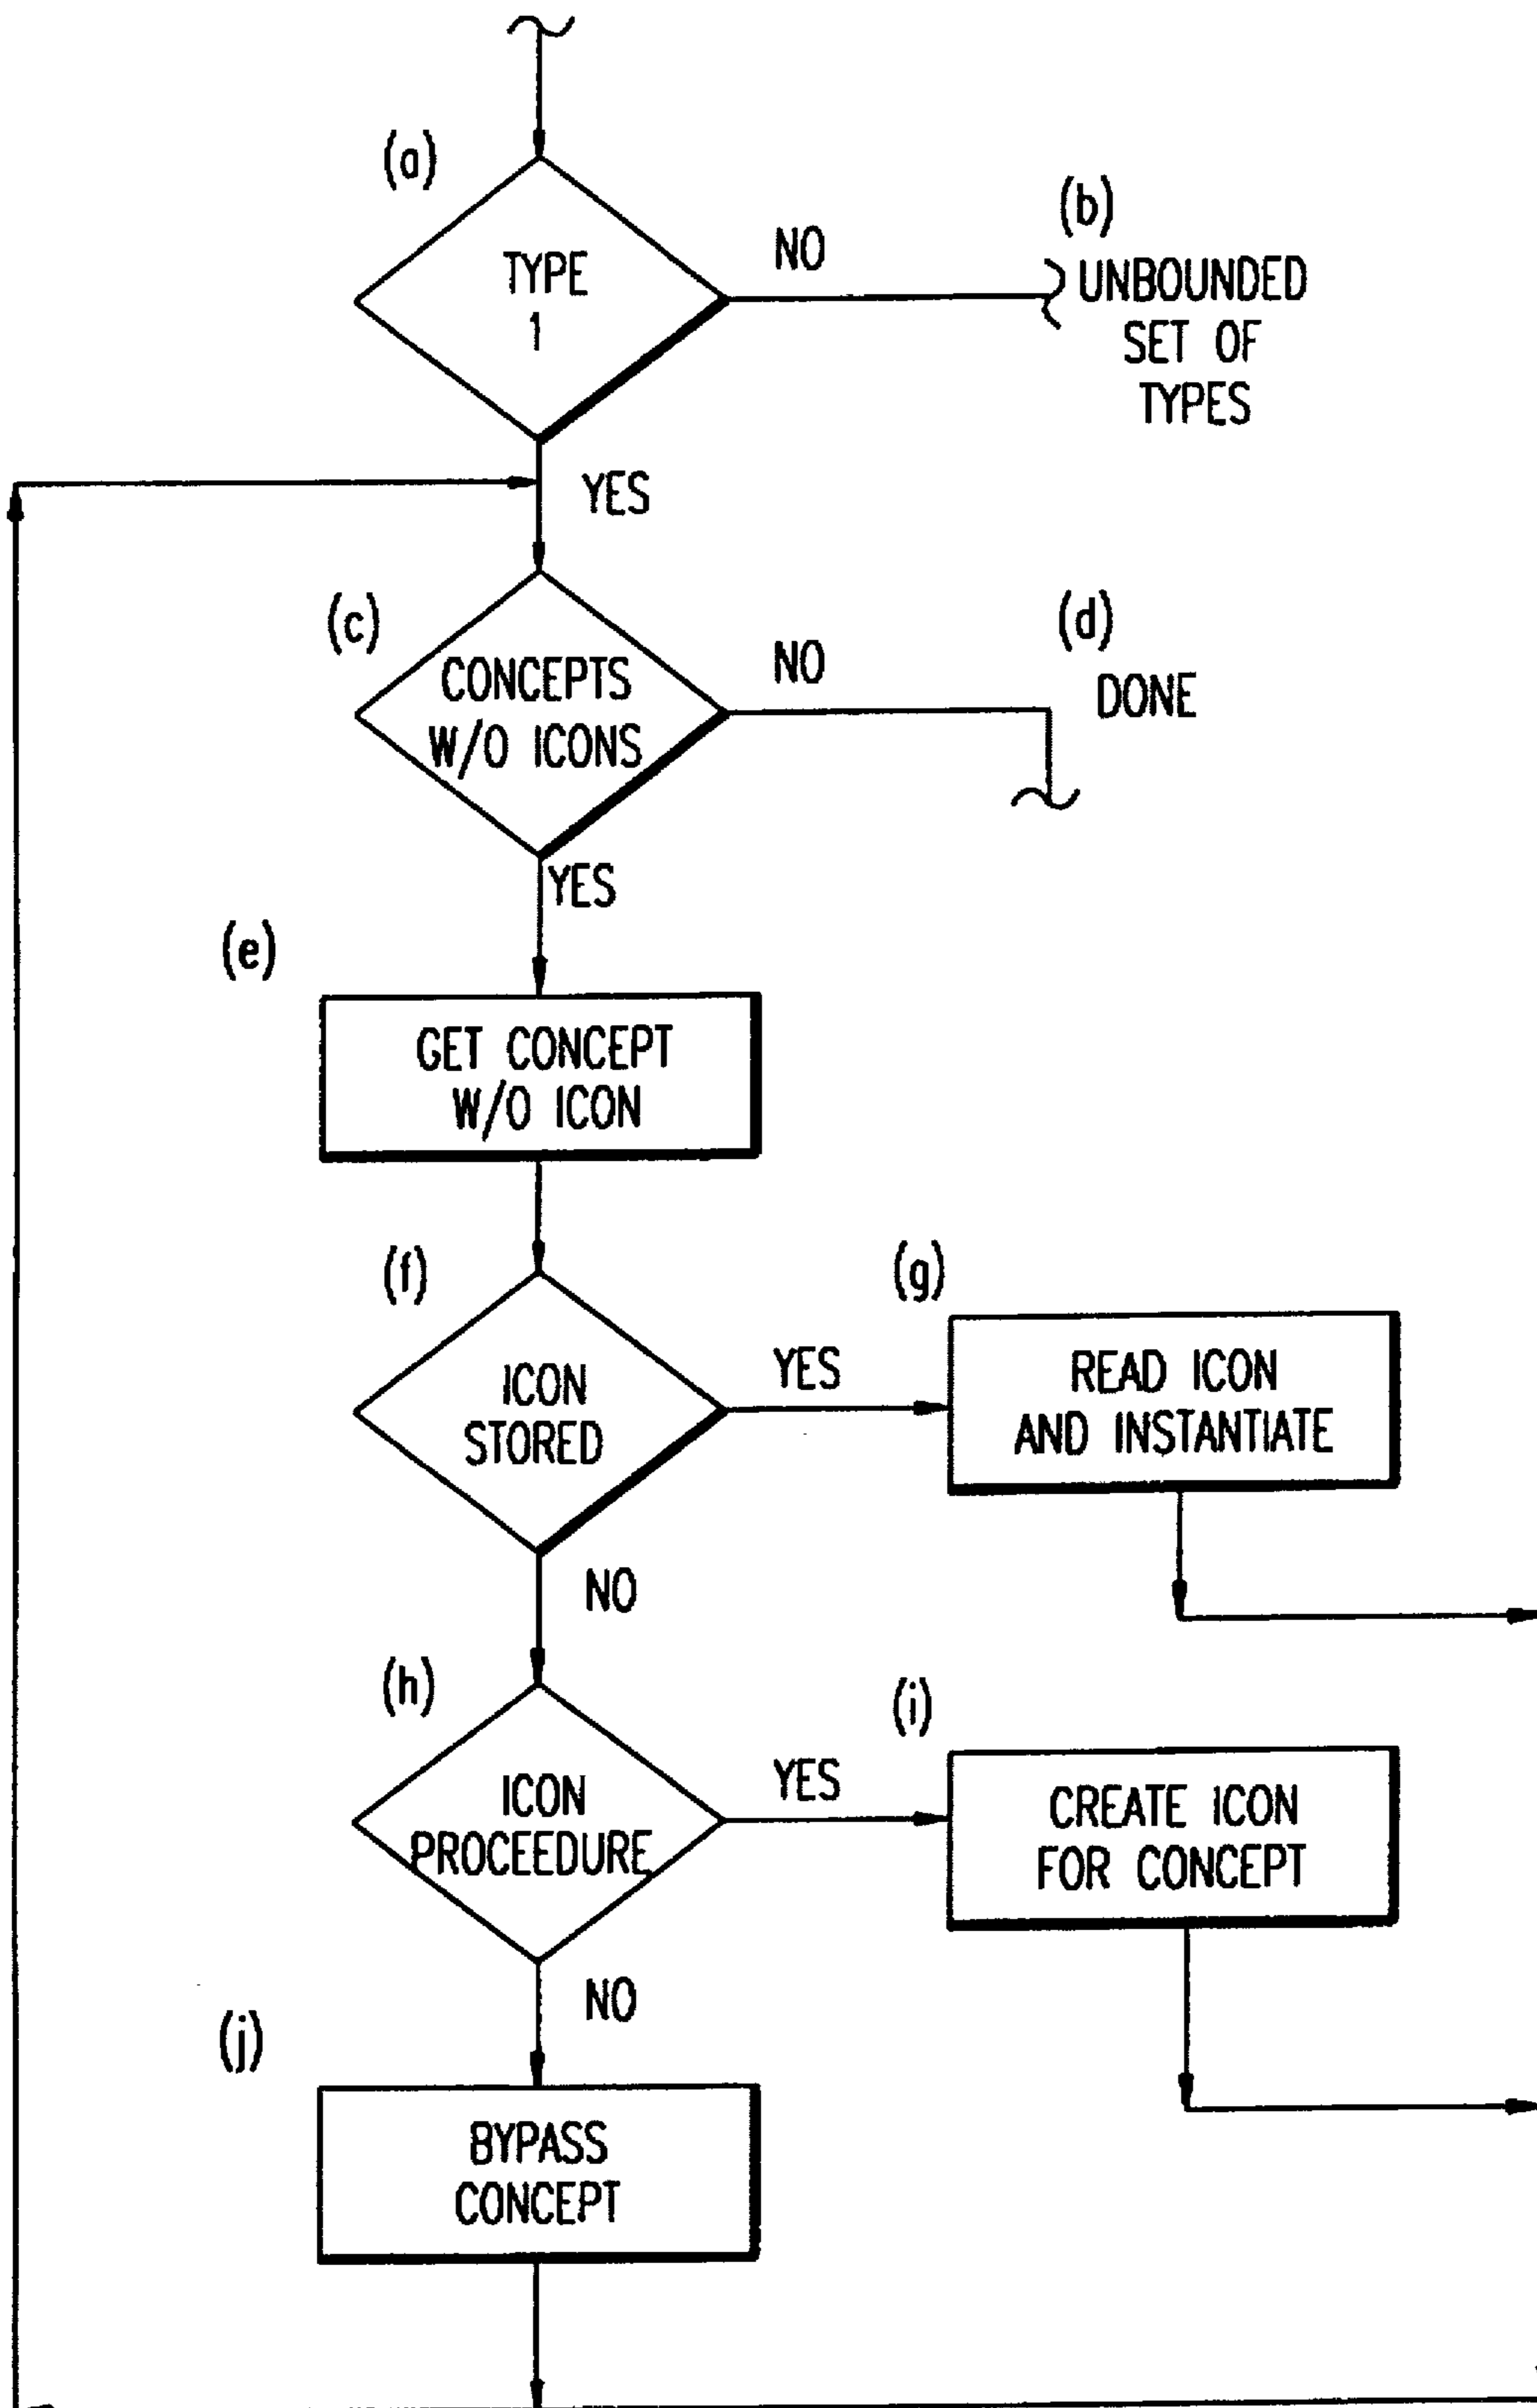 (a)
TYPE
1
NO
(b)
UNBOUNDED
SET OF
TYPES
YES
(c)
CONCEPTS
W/O ICONS
NO
(d)
DONE
YES
(e)
GET CONCEPT
W/O ICON
(f)
ICON
STORED
YES
(g)
READ ICON
AND INSTANTIATE
NO
(h)
ICON
PROCEEDURE
YES
(i)
CREATE ICON
FOR CONCEPT
NO
(j)
BYPASS
CONCEPT